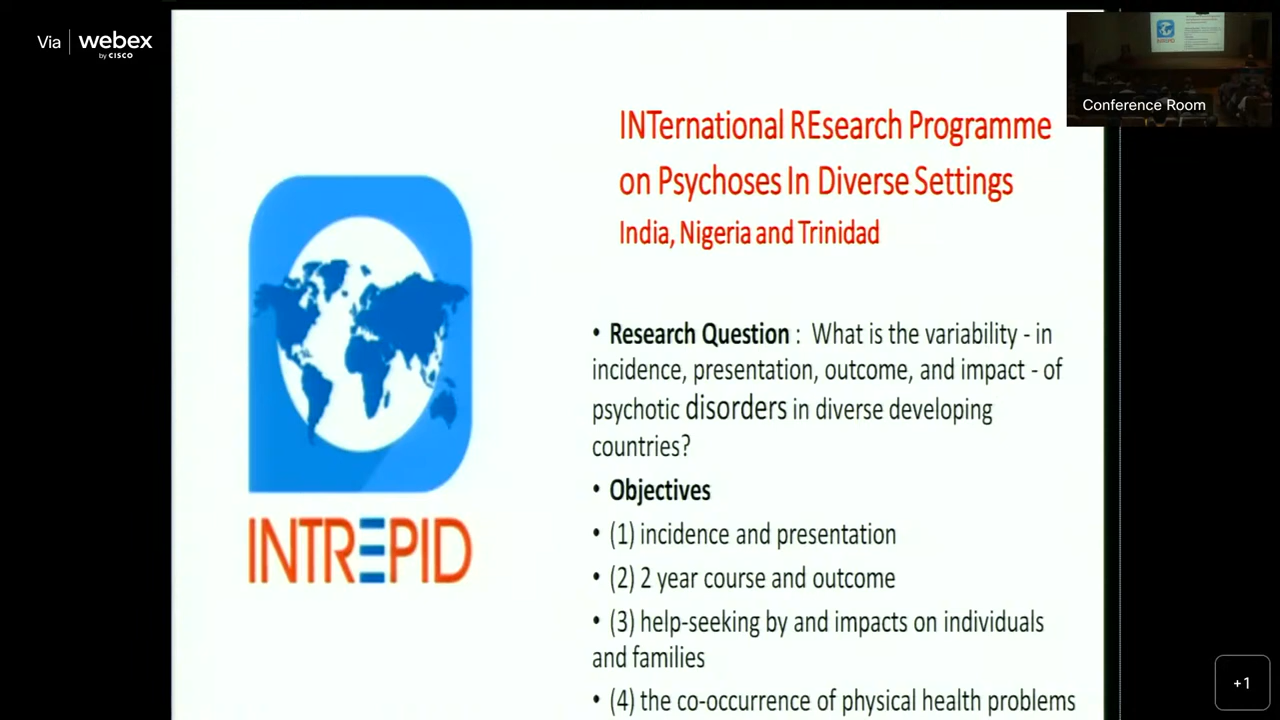 Via webex
by CISCO
Conference Room
INTernational REsearch Programme
on Psychoses In Diverse Settings
India, Nigeria and Trinidad
• Research Question : What is the variability - in
incidence, presentation, outcome, and impact - of
psychotic disorders in diverse developing
countries?
• Objectives
• (1) incidence and presentation
• (2) 2 year course and outcome
• (3) help-seeking by and impacts on individuals
and families
• (4) the co-occurrence of physical health problems
INTREPID
+1